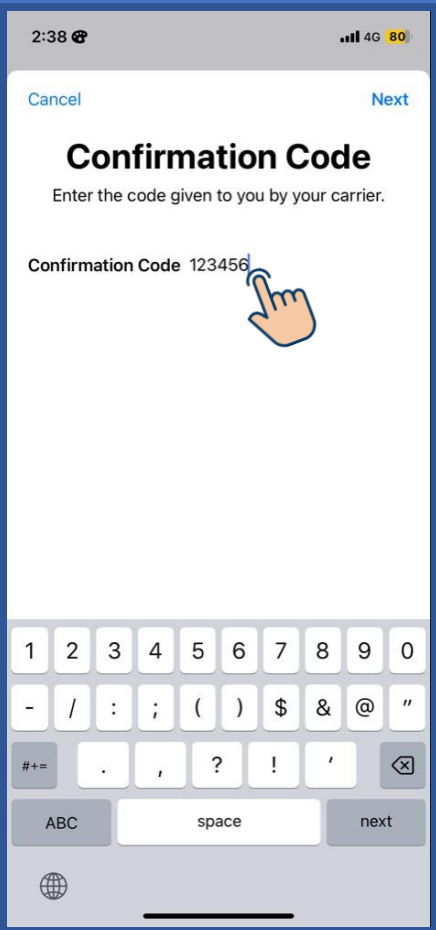 2:38 4G 80
Cancel Next
Confirmation Code
Enter the code given to you by your carrier.
Confirmation Code 123456
1 2 3 4 5 6 7 8 9 0
- / : ; ( ) $ & @ "
#+= . , ? ! '
ABC space next